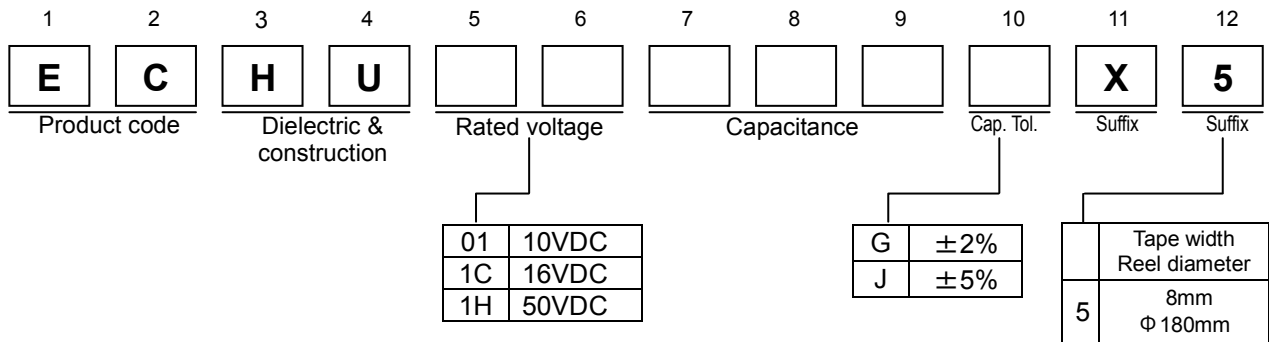 1 2 3 4 5 6 7 8 9 10 11 12
E C H U X 5
Product code Dielectric & construction Rated voltage Capacitance Cap. Tol. Suffix Suffix
01 10VDC
1C 16VDC
1H 50VDC
G ±2%
J ±5%
Tape width
Reel diameter
5 8mm
Φ180mm